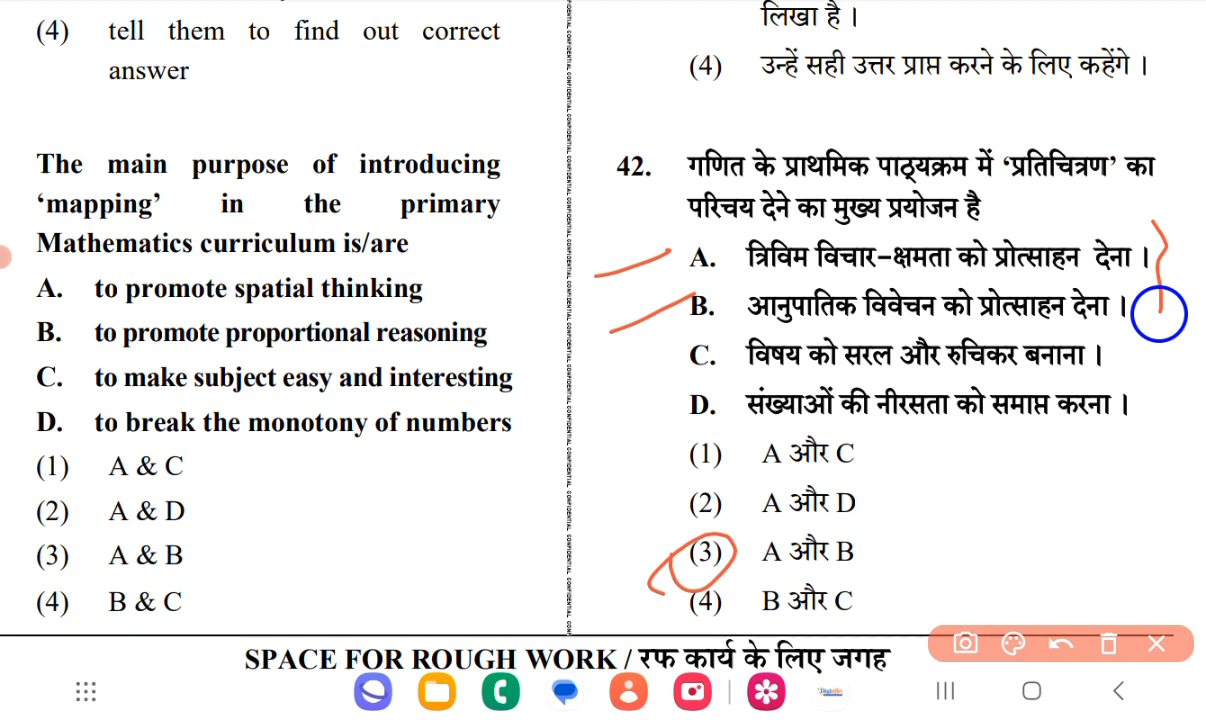 (4) tell them to find out correct
answer
The main purpose of introducing
‘mapping’ in the primary
Mathematics curriculum is/are
A. to promote spatial thinking
B. to promote proportional reasoning
C. to make subject easy and interesting
D. to break the monotony of numbers
(1) A & C
(2) A & D
(3) A & B
(4) B & C
लिखा है ।
(4) उन्हें सही उत्तर प्राप्त करने के लिए कहेंगे ।
42. गणित के प्राथमिक पाठ्यक्रम में ‘प्रतिचित्रण’ का
परिचय देने का मुख्य प्रयोजन है
A. त्रिविम विचार-क्षमता को प्रोत्साहन देना ।
B. आनुपातिक विवेचन को प्रोत्साहन देना ।
C. विषय को सरल और रुचिकर बनाना ।
D. संख्याओं की नीरसता को समाप्त करना ।
(1) A और C
(2) A और D
(3) A और B
(4) B और C
SPACE FOR ROUGH WORK / रफ कार्य के लिए जगह